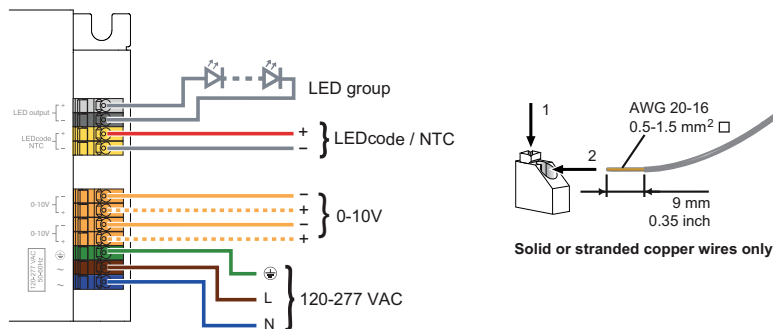 LED output
+
−
LEDcode
NTC
+
−
0-10V
−
+
0-10V
−
+
120-277 VAC
50-60Hz
~
~
LED group
+
−
LEDcode / NTC
−
+
−
+
0-10V
L
N
120-277 VAC
1
2
AWG 20-16
0.5-1.5 mm² □
9 mm
0.35 inch
Solid or stranded copper wires only